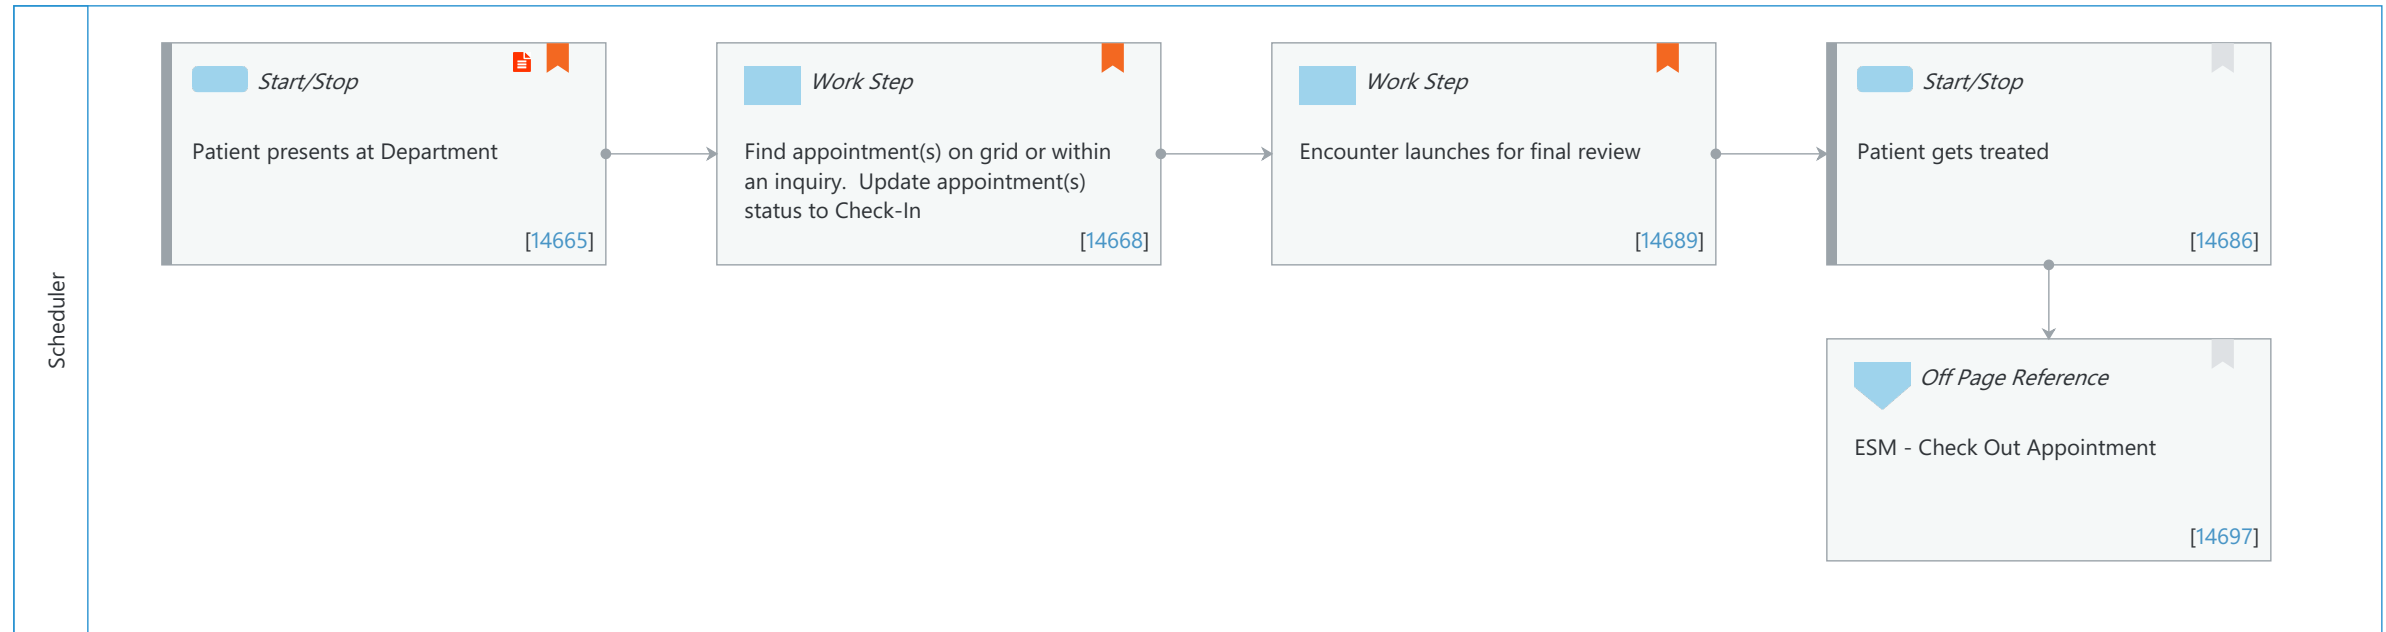 Scheduler
Start/Stop
Patient presents at Department
[14665]
Work Step
Find appointment(s) on grid or within
an inquiry.  Update appointment(s)
status to Check-In
[14668]
Work Step
Encounter launches for final review
[14689]
Start/Stop
Patient gets treated
[14686]
Off Page Reference
ESM - Check Out Appointment
[14697]